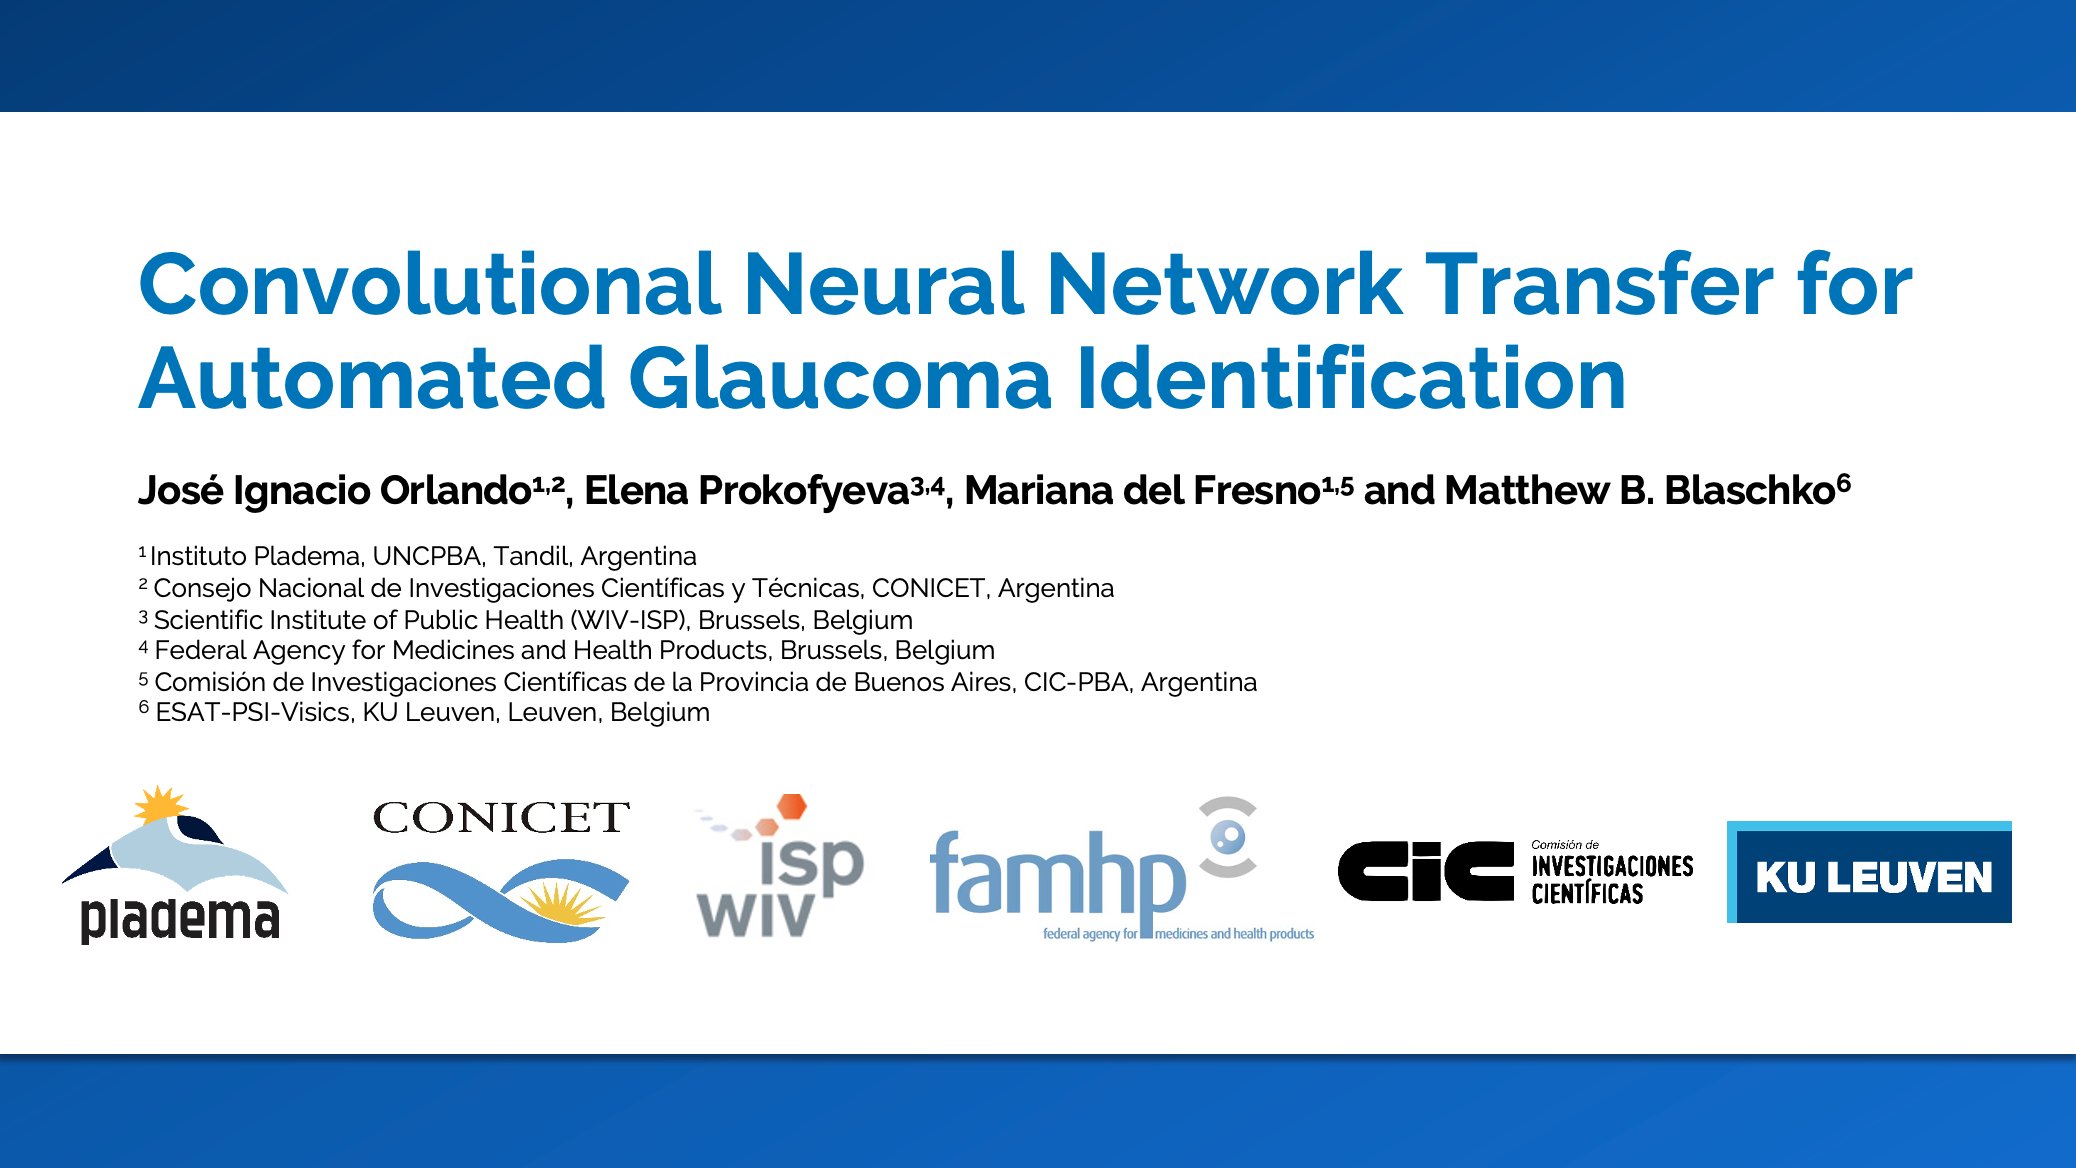 Convolutional Neural Network Transfer for
Automated Glaucoma Identification
José Ignacio Orlando¹,², Elena Prokofyeva³,⁴, Mariana del Fresno¹,⁵ and Matthew B. Blaschko⁶
¹ Instituto Pladema, UNCPBA, Tandil, Argentina
² Consejo Nacional de Investigaciones Científicas y Técnicas, CONICET, Argentina
³ Scientific Institute of Public Health (WIV-ISP), Brussels, Belgium
⁴ Federal Agency for Medicines and Health Products, Brussels, Belgium
⁵ Comisión de Investigaciones Científicas de la Provincia de Buenos Aires, CIC-PBA, Argentina
⁶ ESAT-PSI-Visics, KU Leuven, Leuven, Belgium
pladema
CONICET
isp
wiv
famhp
federal agency for medicines and health products
CiC
Comisión de
INVESTIGACIONES
CIENTÍFICAS
KU LEUVEN